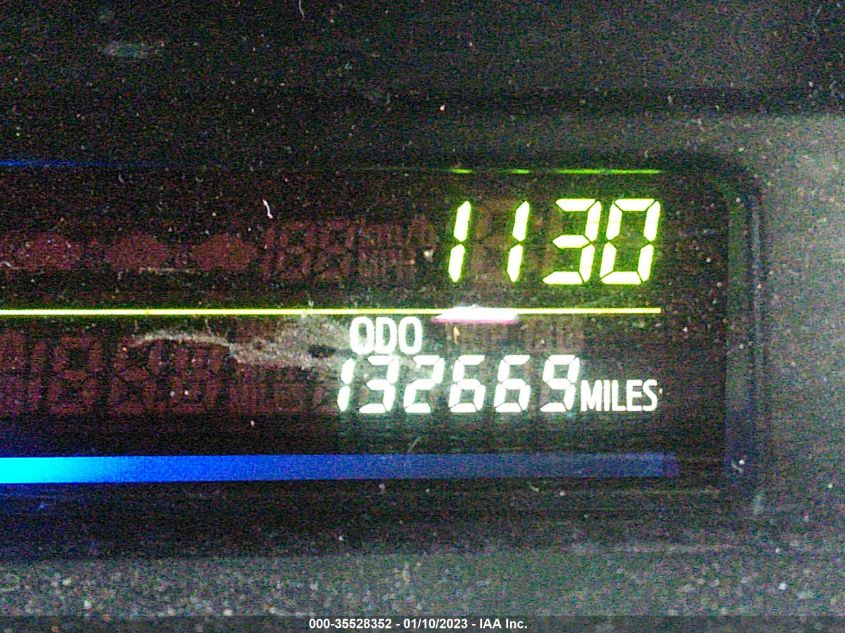 1130
ODO
132669 MILES
000-35528352 - 01/10/2023 - IAA Inc.